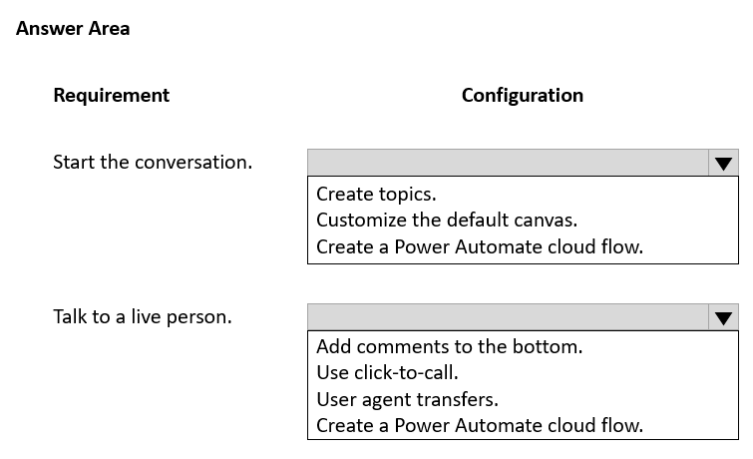 Answer Area
Requirement Configuration
Start the conversation.
Create topics.
Customize the default canvas.
Create a Power Automate cloud flow.
Talk to a live person.
Add comments to the bottom.
Use click-to-call.
User agent transfers.
Create a Power Automate cloud flow.